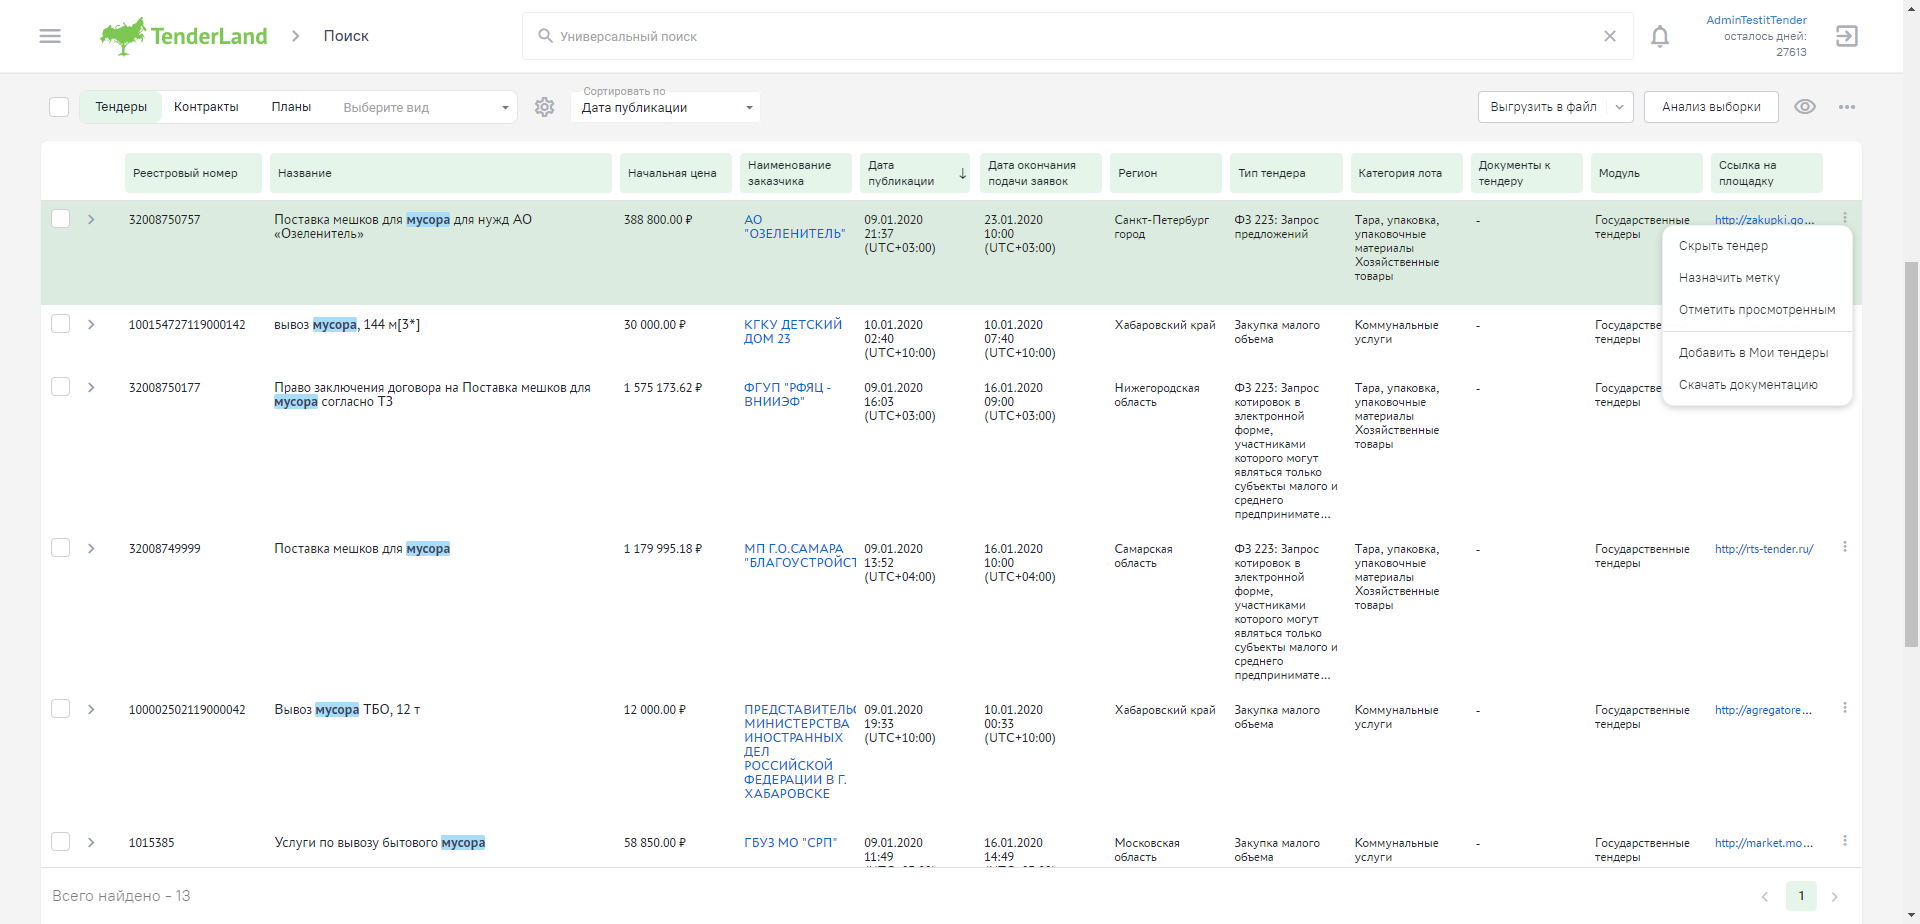 TenderLand
Поиск
Универсальный поиск
AdminTestitTender
осталось дней:
27613
Тендеры
Контракты
Планы
Выберите вид
Сортировать по
Дата публикации
Выгрузить в файл
Анализ выборки
Реестровый номер
Название
Начальная цена
Наименование
заказчика
Дата
публикации
Дата окончания
подачи заявок
Регион
Тип тендера
Категория лота
Документы к
тендеру
Модуль
Ссылка на
площадку
32008750757
Поставка мешков для мусора для нужд АО
«Озеленитель»
388 800.00 ₽
АО
"ОЗЕЛЕНИТЕЛЬ"
09.01.2020
21:37
(UTC+03:00)
23.01.2020
10:00
(UTC+03:00)
Санкт-Петербург
город
ФЗ 223: Запрос
предложений
Тара, упаковка,
упаковочные
материалы
Хозяйственные
товары
-
Государственные
тендеры
http://zakupki.go...
Скрыть тендер
Назначить метку
Отметить просмотренным
Добавить в Мои тендеры
Скачать документацию
100154727119000142
вывоз мусора, 144 м[3*]
30 000.00 ₽
КГКУ ДЕТСКИЙ
ДОМ 23
10.01.2020
02:40
(UTC+10:00)
10.01.2020
07:40
(UTC+10:00)
Хабаровский край
Закупка малого
объема
Коммунальные
услуги
-
Государстве
тендеры
32008750177
Право заключения договора на Поставка мешков для
мусора согласно ТЗ
1 575 173.62 ₽
ФГУП "РФЯЦ -
ВНИИЭФ"
09.01.2020
16:03
(UTC+03:00)
16.01.2020
09:00
(UTC+03:00)
Нижегородская
область
ФЗ 223: Запрос
котировок в
электронной
форме,
участниками
которого могут
являться только
субъекты малого и
среднего
предпринимате...
Тара, упаковка,
упаковочные
материалы
Хозяйственные
товары
-
Государстве
тендеры
32008749999
Поставка мешков для мусора
1 179 995.18 ₽
МП Г.О.САМАРА
"БЛАГОУСТРОЙСТ
09.01.2020
13:52
(UTC+04:00)
16.01.2020
10:00
(UTC+04:00)
Самарская
область
ФЗ 223: Запрос
котировок в
электронной
форме,
участниками
которого могут
являться только
субъекты малого и
среднего
предпринимате...
Тара, упаковка,
упаковочные
материалы
Хозяйственные
товары
-
Государственные
тендеры
http://rts-tender.ru/
100002502119000042
Вывоз мусора ТБО, 12 т
12 000.00 ₽
ПРЕДСТАВИТЕЛЬС
МИНИСТЕРСТВА
ИНОСТРАННЫХ
ДЕЛ
РОССИЙСКОЙ
ФЕДЕРАЦИИ В Г.
ХАБАРОВСКЕ
09.01.2020
19:33
(UTC+10:00)
10.01.2020
00:33
(UTC+10:00)
Хабаровский край
Закупка малого
объема
Коммунальные
услуги
-
Государственные
тендеры
http://agregatore...
1015385
Услуги по вывозу бытового мусора
58 850.00 ₽
ГБУЗ МО "СРП"
09.01.2020
11:49
16.01.2020
14:49
Московская
область
Закупка малого
объема
Коммунальные
услуги
-
Государственные
тендеры
http://market.mo...
Всего найдено - 13
1